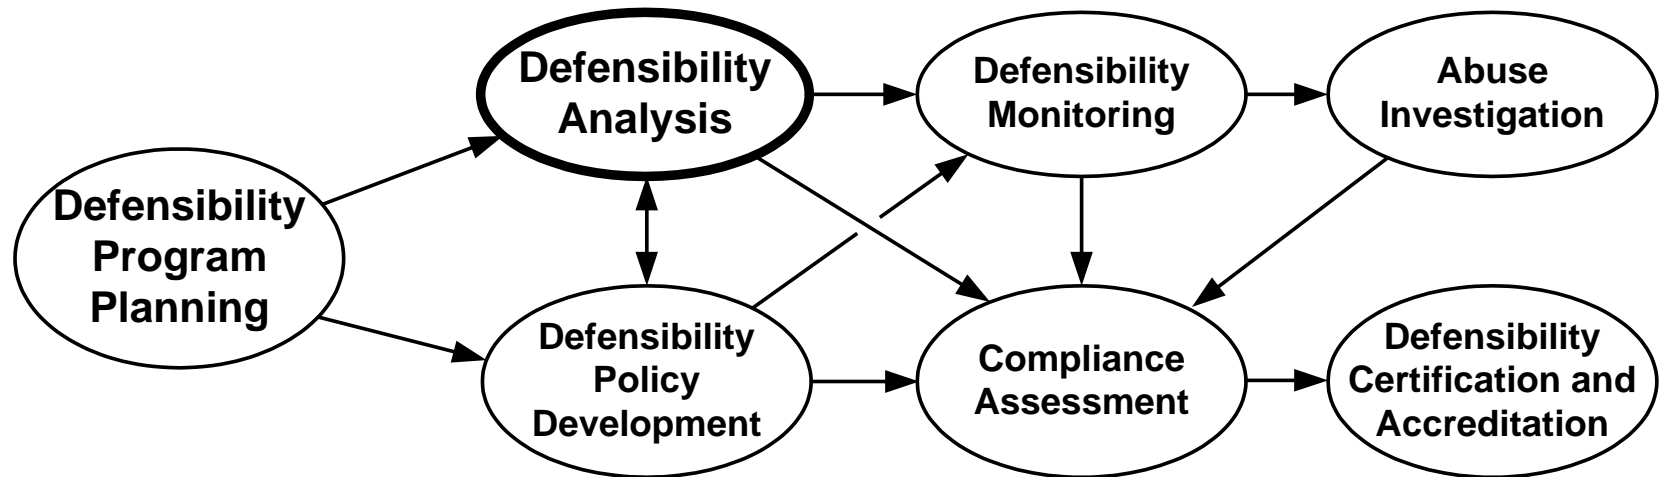 Defensibility
Program
Planning
Defensibility
Analysis
Defensibility
Policy
Development
Defensibility
Monitoring
Compliance
Assessment
Abuse
Investigation
Defensibility
Certification and
Accreditation